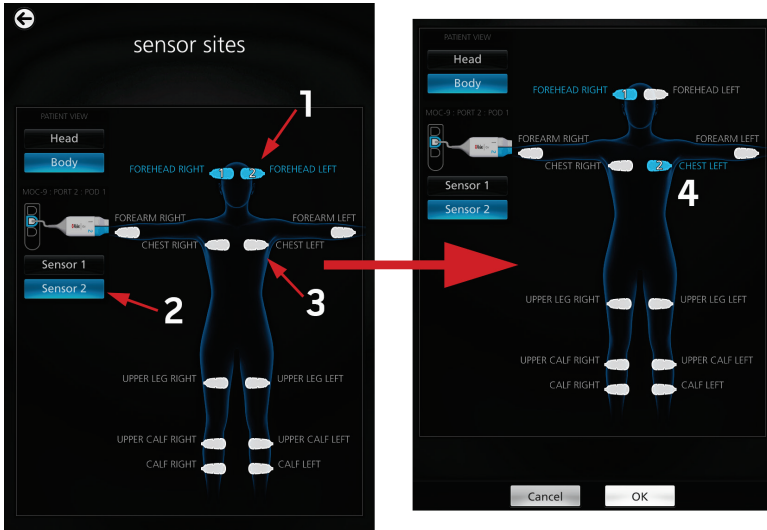 sensor sites
PATIENT VIEW
Head
Body
MOC-9 : PORT 2 : POD 1
Sensor 1
Sensor 2
1
FOREHEAD RIGHT 1 2 FOREHEAD LEFT
FOREARM RIGHT FOREARM LEFT
CHEST RIGHT CHEST LEFT
2
3
UPPER LEG RIGHT UPPER LEG LEFT
UPPER CALF RIGHT UPPER CALF LEFT
CALF RIGHT CALF LEFT
PATIENT VIEW
Head
Body
MOC-9 : PORT 2 : POD 1
Sensor 1
Sensor 2
FOREHEAD RIGHT 1 FOREHEAD LEFT
FOREARM RIGHT FOREARM LEFT
CHEST RIGHT 2 CHEST LEFT
4
UPPER LEG RIGHT UPPER LEG LEFT
UPPER CALF RIGHT UPPER CALF LEFT
CALF RIGHT CALF LEFT
Cancel OK